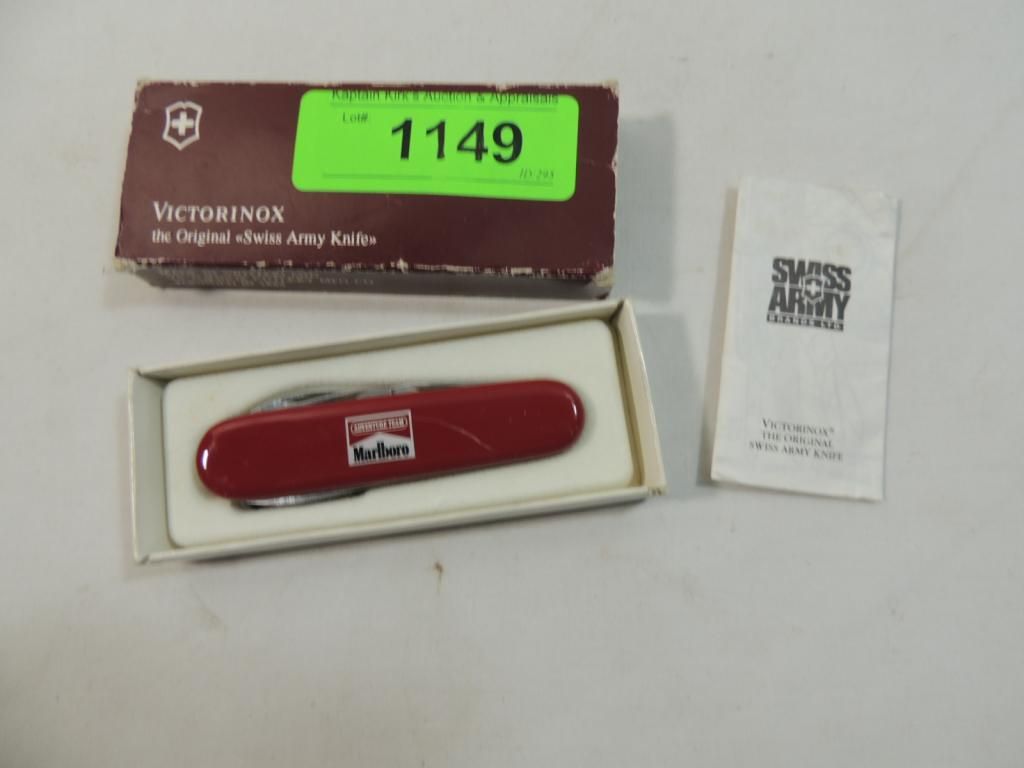 Kaptain Kirk's Auction & Appraisals
Lot#:
1149
ID:293
VICTORINOX
the Original «Swiss Army Knife»
ADVENTURE TEAM
Marlboro
SWISS
ARMY
BRANDS LTD.
VICTORINOX®
THE ORIGINAL
SWISS ARMY KNIFE